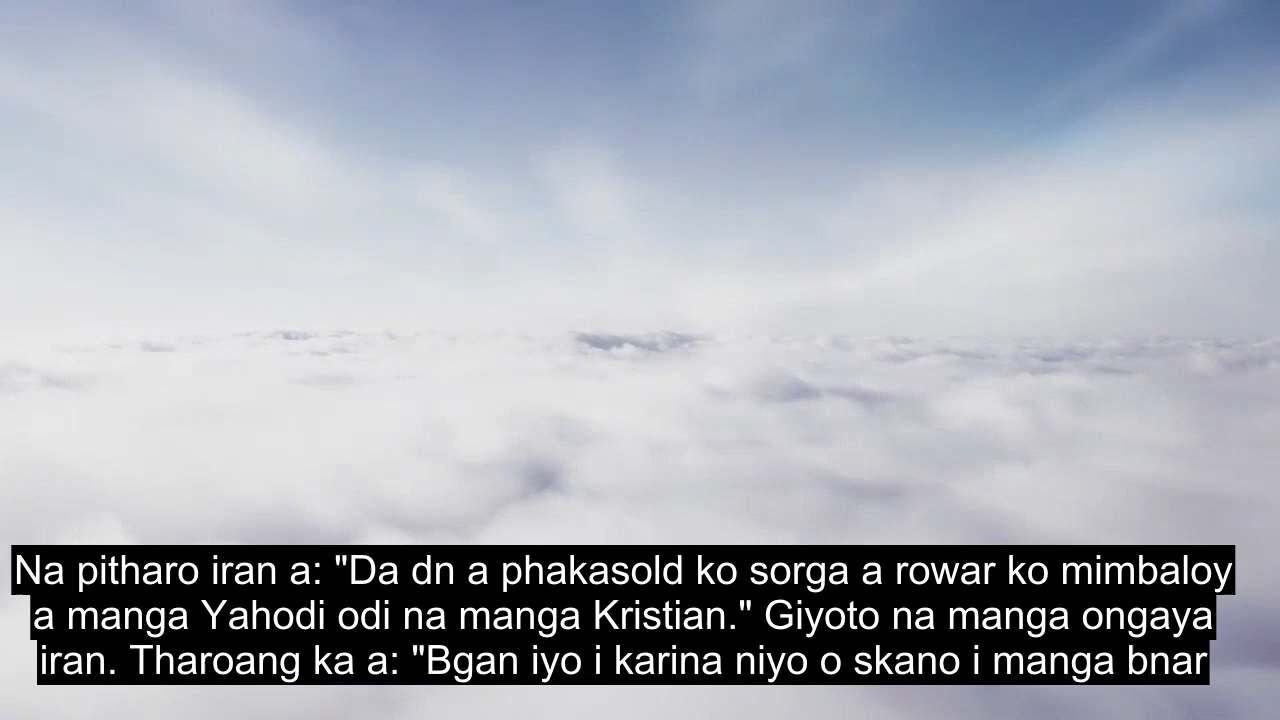 Na pitharo iran a: "Da dn a phakasold ko sorga a rowar ko mimbaloy
a manga Yahodi odi na manga Kristian." Giyoto na manga ongaya
iran. Tharoang ka a: "Bgan iyo i karina niyo o skano i manga bnar